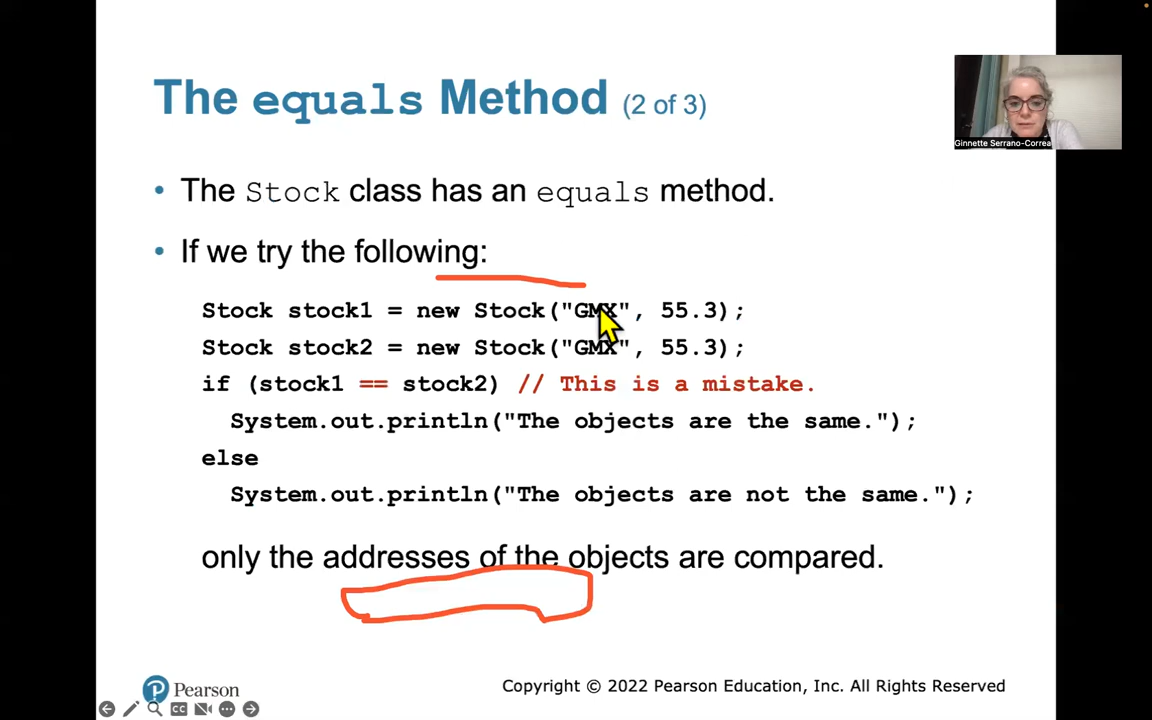 The equals Method (2 of 3)
Ginnette Serrano-Correa
• The Stock class has an equals method.
• If we try the following:
Stock stock1 = new Stock("GMX", 55.3);
Stock stock2 = new Stock("GMX", 55.3);
if (stock1 == stock2) // This is a mistake.
System.out.println("The objects are the same.");
else
System.out.println("The objects are not the same.");
only the addresses of the objects are compared.
Pearson
Copyright © 2022 Pearson Education, Inc. All Rights Reserved
CC